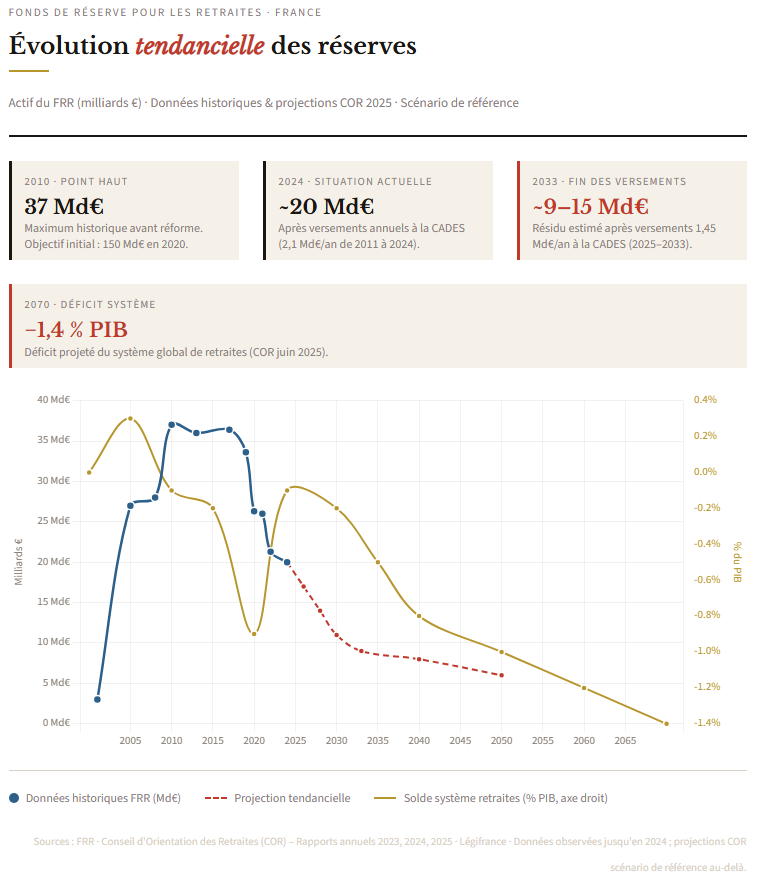 FONDS DE RÉSERVE POUR LES RETRAITES · FRANCE
Évolution tendancielle des réserves
Actif du FRR (milliards €) · Données historiques & projections COR 2025 · Scénario de référence
2010 · POINT HAUT
37 Md€
Maximum historique avant réforme.
Objectif initial : 150 Md€ en 2020.
2024 · SITUATION ACTUELLE
~20 Md€
Après versements annuels à la CADES
(2,1 Md€/an de 2011 à 2024).
2033 · FIN DES VERSEMENTS
~9–15 Md€
Résidu estimé après versements 1,45
Md€/an à la CADES (2025–2033).
2070 · DÉFICIT SYSTÈME
−1,4 % PIB
Déficit projeté du système global de retraites (COR juin 2025).
Milliards €
40 Md€
35 Md€
30 Md€
25 Md€
20 Md€
15 Md€
10 Md€
5 Md€
0 Md€
0.4%
0.2%
0.0%
-0.2%
-0.4%
-0.6%
-0.8%
-1.0%
-1.2%
-1.4%
% du PIB
2005 2010 2015 2020 2025 2030 2035 2040 2045 2050 2055 2060 2065
Données historiques FRR (Md€) Projection tendancielle Solde système retraites (% PIB, axe droit)
Sources : FRR · Conseil d'Orientation des Retraites (COR) – Rapports annuels 2023, 2024, 2025 · Légifrance · Données observées jusqu'en 2024 ; projections COR
scénario de référence au-delà.